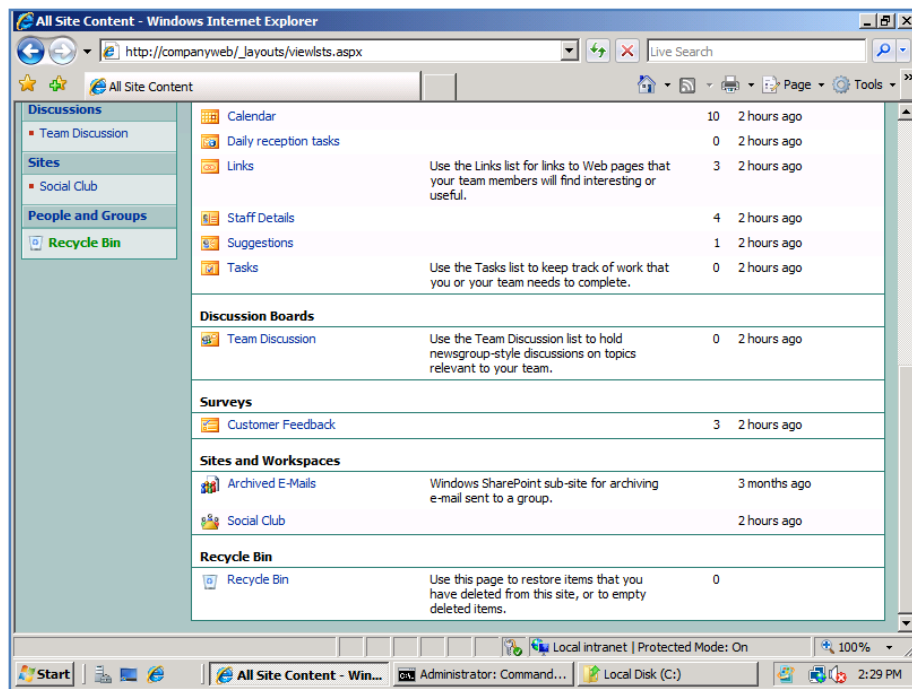 All Site Content - Windows Internet Explorer
http://companyweb/_layouts/viewlsts.aspx
Live Search
All Site Content
Page
Tools
Discussions
Team Discussion
Sites
Social Club
People and Groups
Recycle Bin
Calendar 10 2 hours ago
Daily reception tasks 0 2 hours ago
Links Use the Links list for links to Web pages that 3 2 hours ago
your team members will find interesting or
useful.
Staff Details 4 2 hours ago
Suggestions 1 2 hours ago
Tasks Use the Tasks list to keep track of work that 0 2 hours ago
you or your team needs to complete.
Discussion Boards
Team Discussion Use the Team Discussion list to hold 0 2 hours ago
newsgroup-style discussions on topics
relevant to your team.
Surveys
Customer Feedback 3 2 hours ago
Sites and Workspaces
Archived E-Mails Windows SharePoint sub-site for archiving 3 months ago
e-mail sent to a group.
Social Club 2 hours ago
Recycle Bin
Recycle Bin Use this page to restore items that you 0
have deleted from this site, or to empty
deleted items.
Local intranet | Protected Mode: On 100%
Start All Site Content - Win... Administrator: Command... Local Disk (C:) 2:29 PM